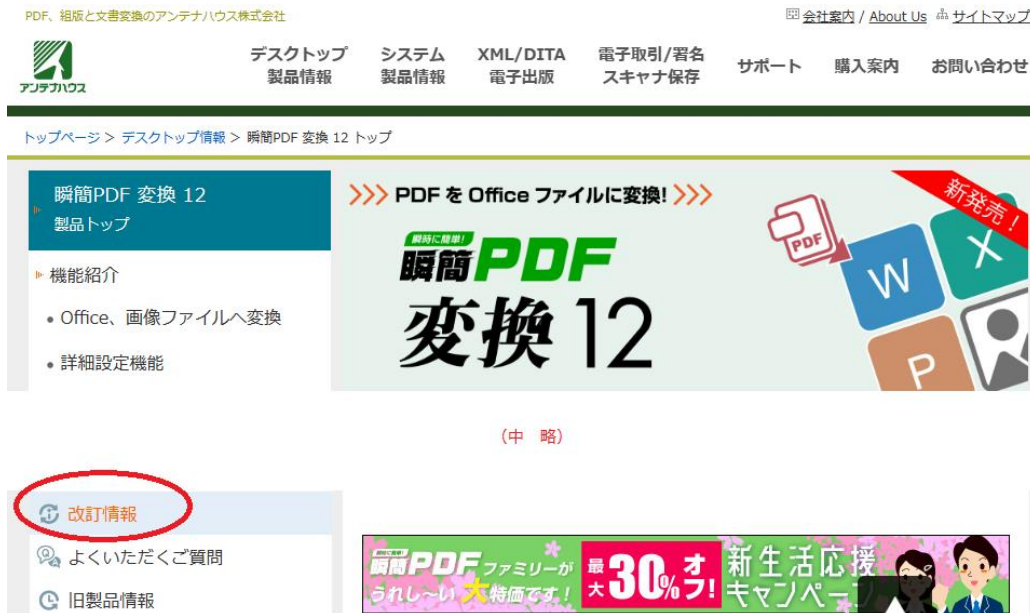 PDF、組版と文書変換のアンテナハウス株式会社
会社案内 / About Us サイトマップ
アンテナハウス
デスクトップ
製品情報
システム
製品情報
XML/DITA
電子出版
電子取引/署名
スキャナ保存
サポート
購入案内
お問い合わせ
トップページ > デスクトップ情報 > 瞬簡PDF 変換 12 トップ
瞬簡PDF 変換 12
製品トップ
機能紹介
• Office、画像ファイルへ変換
• 詳細設定機能
>>> PDF を Office ファイルに変換! >>>
瞬時に簡単!
瞬簡PDF
変換 12
新発売！
PDF
W
X
P
（中　略）
改訂情報
よくいただくご質問
旧製品情報
瞬簡PDF ファミリーが
うれし～い 大特価です！
最大30%オフ!
新生活応援
キャンペー